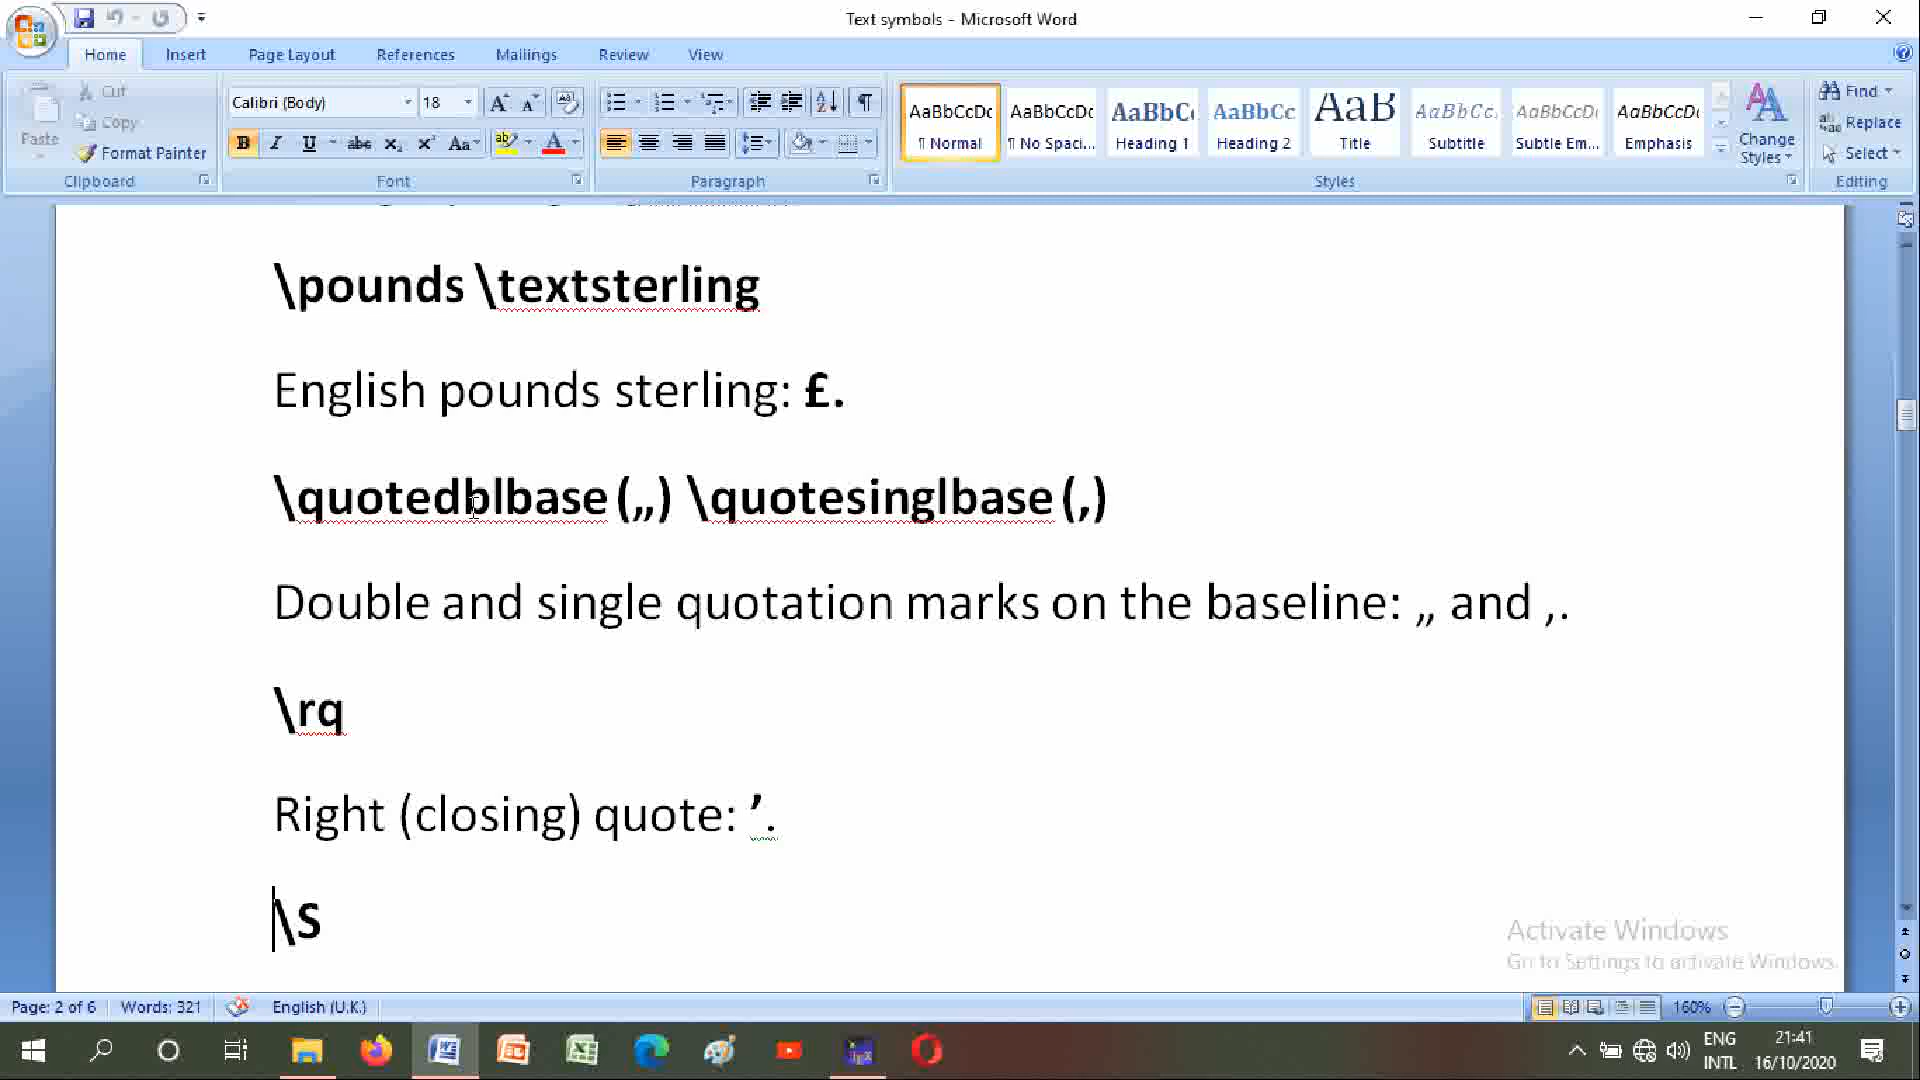 Text symbols - Microsoft Word
Home Insert Page Layout References Mailings Review View
Paste Cut Copy Format Painter Clipboard
Calibri (Body) 18 Font
Paragraph
AaBbCcDc ¶ Normal AaBbCcDc ¶ No Spaci... AaBbC Heading 1 AaBbCc Heading 2 AaB Title AaBbCc. Subtitle AaBbCcDi Subtle Em... AaBbCcDi Emphasis Change Styles Styles
Find Replace Select Editing
\pounds \textsterling
English pounds sterling: £.
\quotedblbase („) \quotesinglbase (‚)
Double and single quotation marks on the baseline: „ and ‚.
\rq
Right (closing) quote: ’.
\S
Activate Windows
Go to Settings to activate Windows.
Page: 2 of 6 Words: 321 English (U.K.) 160%
ENG 21:41
INTL 16/10/2020